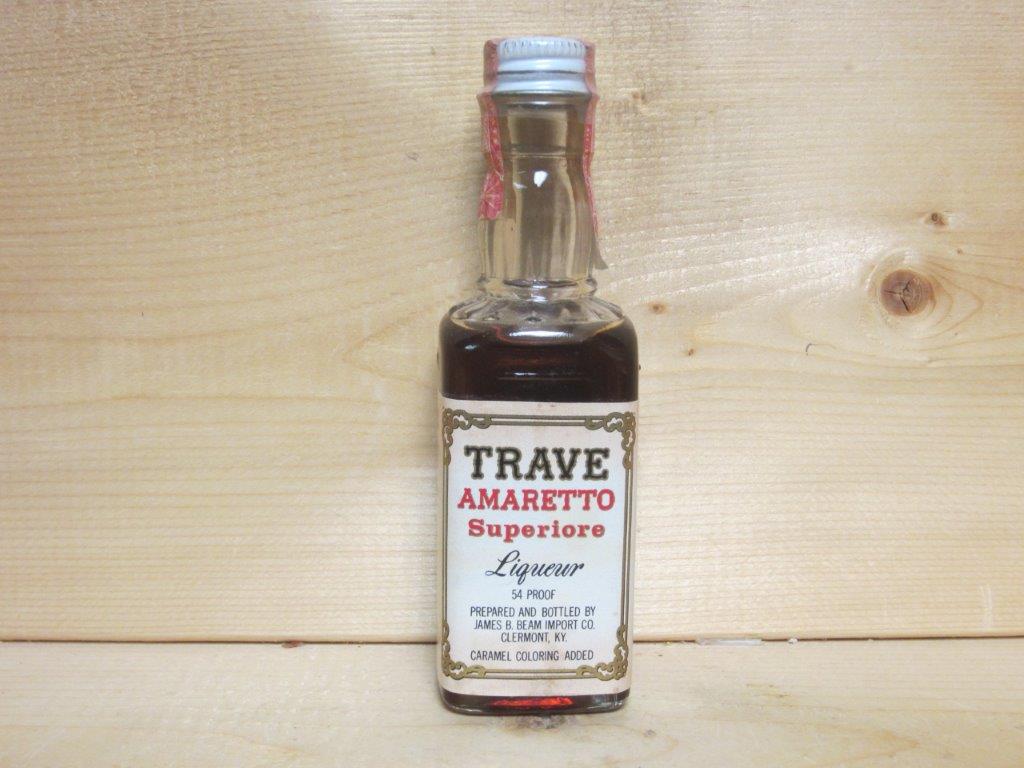 TRAVE
AMARETTO
Superiore
Liqueur
54 PROOF
PREPARED AND BOTTLED BY
JAMES B. BEAM IMPORT CO.
CLERMONT, KY.
CARAMEL COLORING ADDED